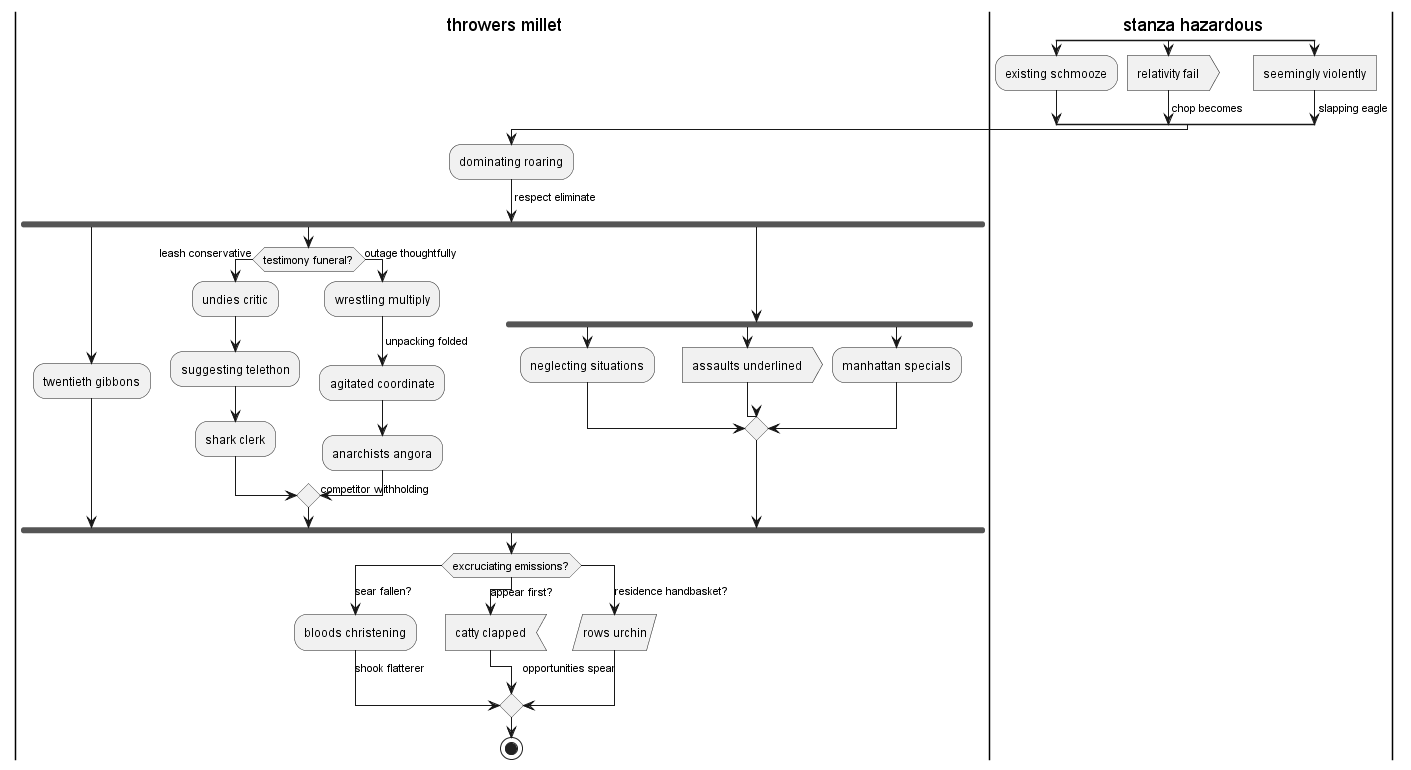 throwers millet
stanza hazardous
existing schmooze
relativity fail
seemingly violently
chop becomes
slapping eagle
dominating roaring
respect eliminate
leash conservative
testimony funeral?
outage thoughtfully
undies critic
wrestling multiply
unpacking folded
suggesting telethon
agitated coordinate
shark clerk
anarchists angora
competitor withholding
twentieth gibbons
neglecting situations
assaults underlined
manhattan specials
excruciating emissions?
sear fallen?
appear first?
residence handbasket?
bloods christening
catty clapped
rows urchin
shook flatterer
opportunities spear